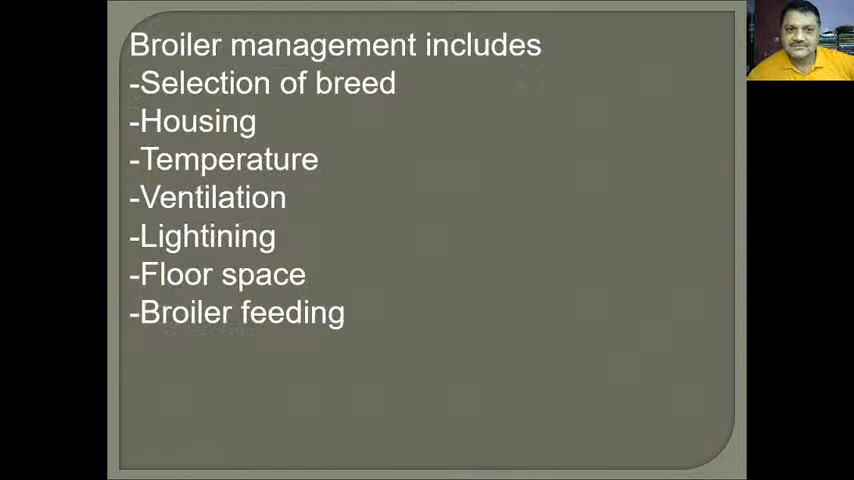 Broiler management includes
-Selection of breed
-Housing
-Temperature
-Ventilation
-Lightining
-Floor space
-Broiler feeding